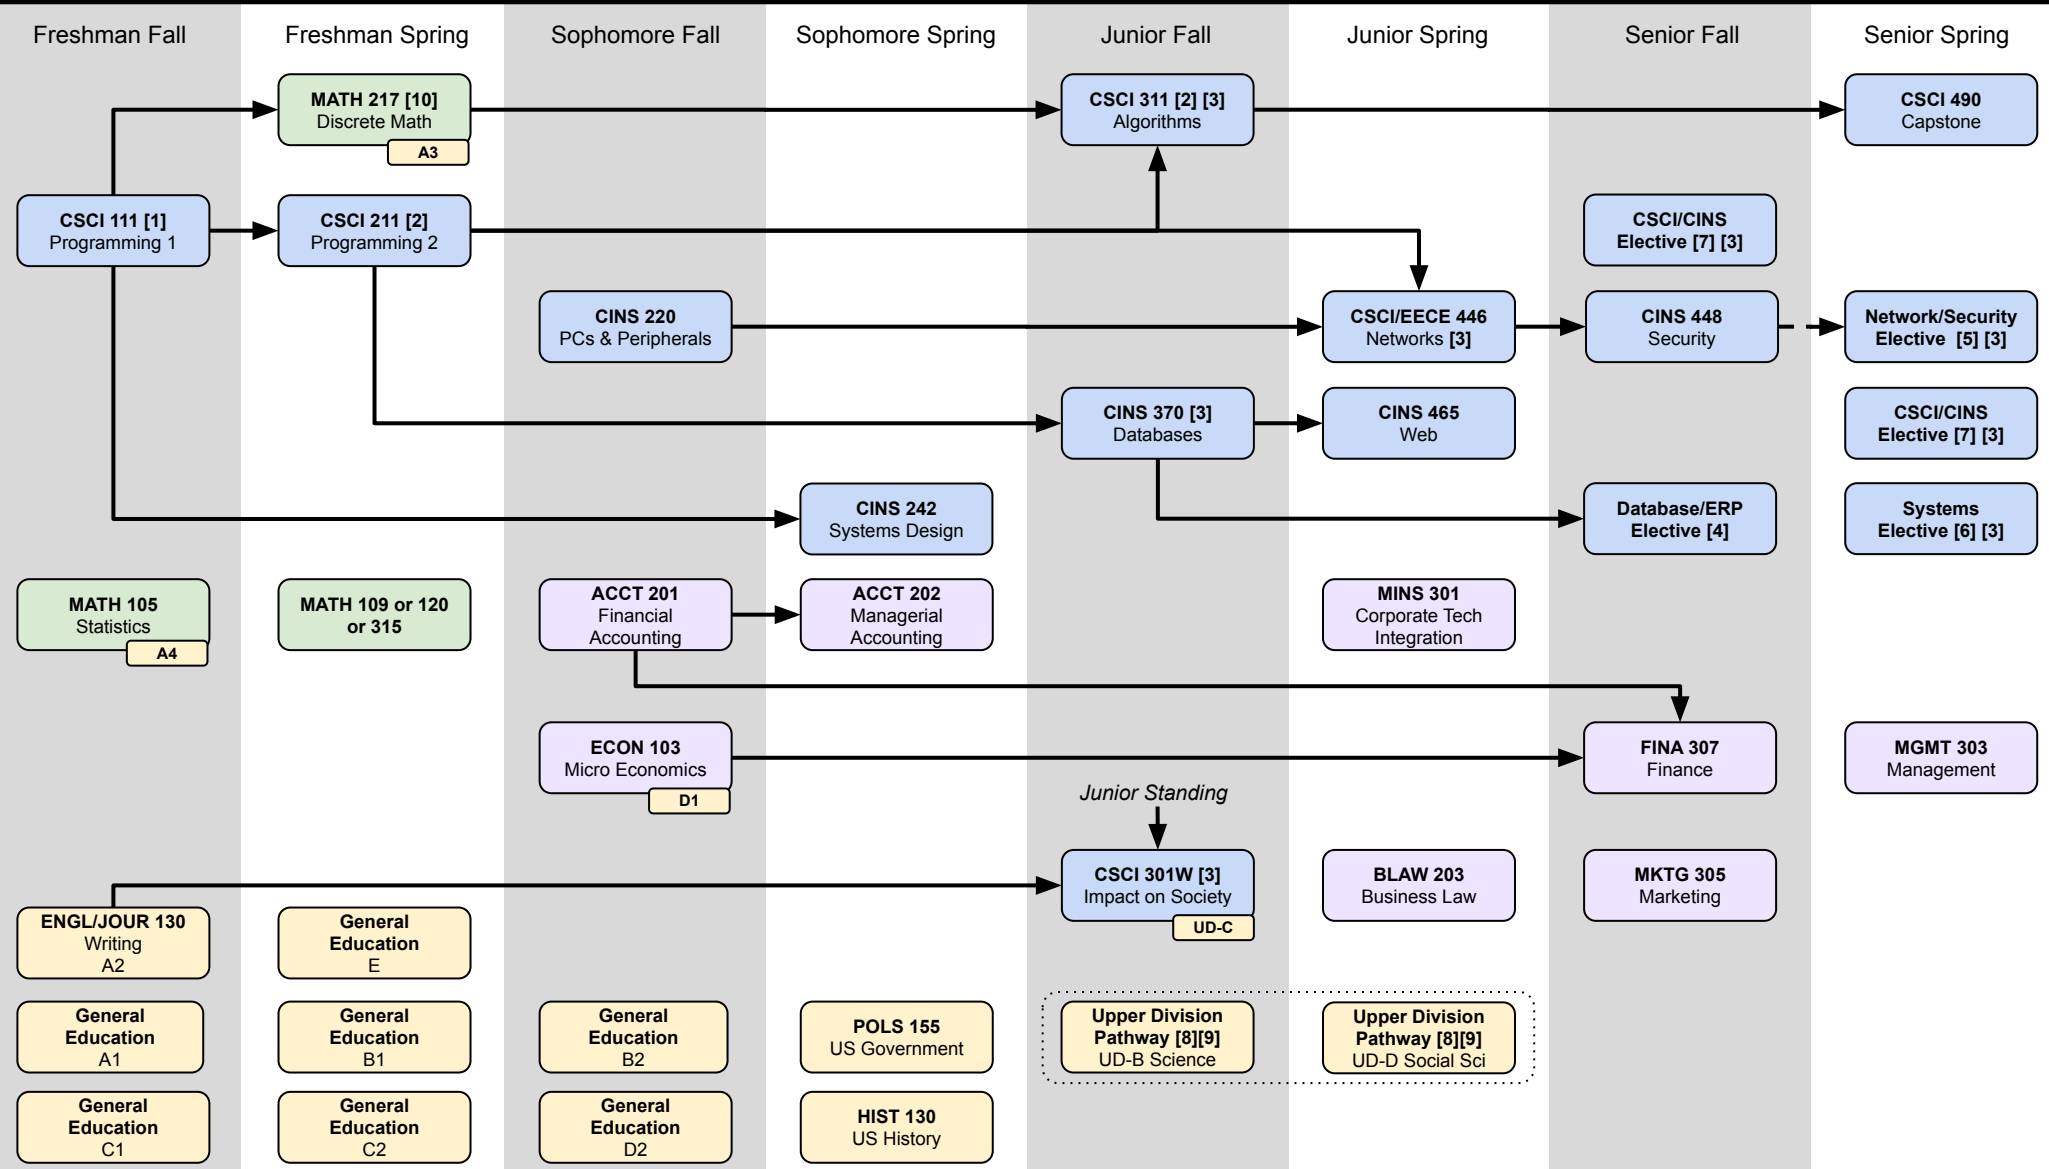 Freshman Fall
Freshman Spring
Sophomore Fall
Sophomore Spring
Junior Fall
Junior Spring
Senior Fall
Senior Spring
MATH 217 [10]
Discrete Math
A3
CSCI 311 [2] [3]
Algorithms
CSCI 490
Capstone
CSCI 111 [1]
Programming 1
CSCI 211 [2]
Programming 2
CSCI/CINS
Elective [7] [3]
CINS 220
PCs & Peripherals
CSCI/EECE 446
Networks [3]
CINS 448
Security
Network/Security
Elective [5] [3]
CINS 370 [3]
Databases
CINS 465
Web
CSCI/CINS
Elective [7] [3]
CINS 242
Systems Design
Database/ERP
Elective [4]
Systems
Elective [6] [3]
MATH 105
Statistics
A4
MATH 109 or 120
or 315
ACCT 201
Financial
Accounting
ACCT 202
Managerial
Accounting
MINS 301
Corporate Tech
Integration
ECON 103
Micro Economics
D1
FINA 307
Finance
MGMT 303
Management
Junior Standing
CSCI 301W [3]
Impact on Society
UD-C
BLAW 203
Business Law
MKTG 305
Marketing
ENGL/JOUR 130
Writing
A2
General
Education
E
General
Education
A1
General
Education
B1
General
Education
B2
POLS 155
US Government
Upper Division
Pathway [8][9]
UD-B Science
Upper Division
Pathway [8][9]
UD-D Social Sci
General
Education
C1
General
Education
C2
General
Education
D2
HIST 130
US History